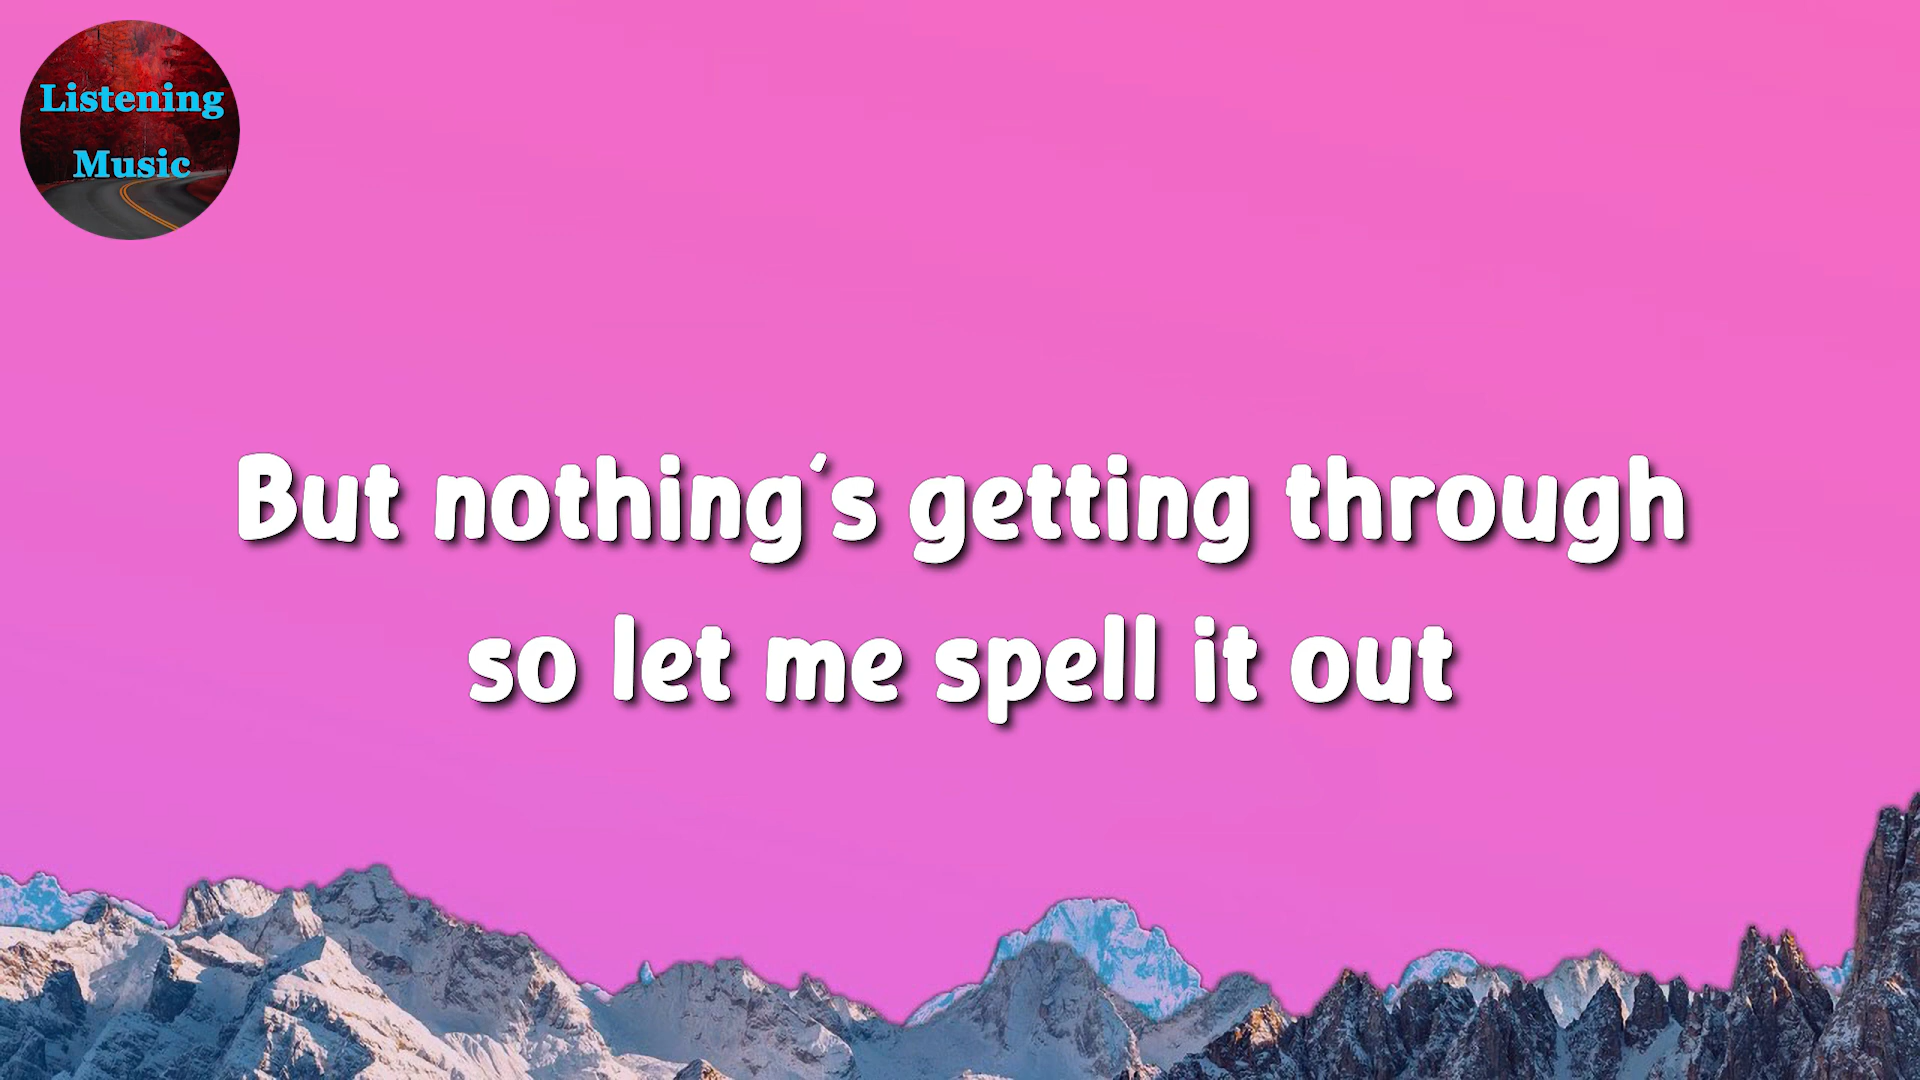 Listening
Music
But nothing's getting through
so let me spell it out